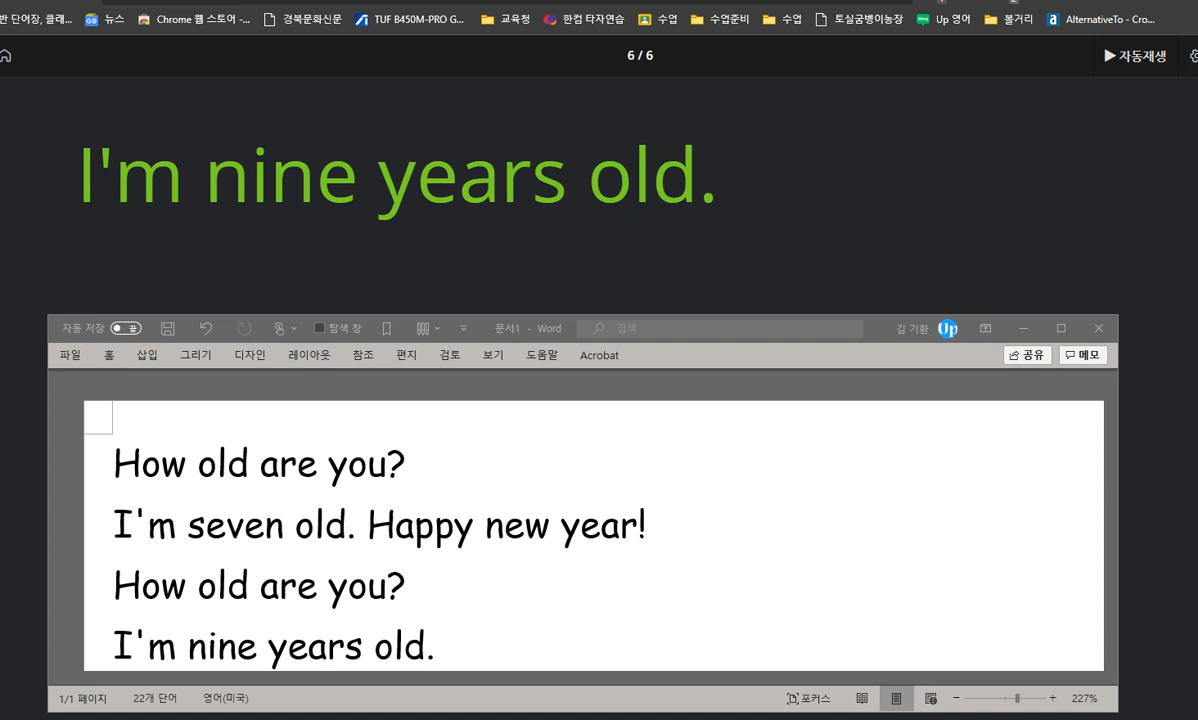 반 단어장, 클래... 뉴스 Chrome 웹 스토어 -... 경북문화신문 TUF B450M-PRO G... 교육청 한컴 타자연습 수업 수업준비 수업 토실굼벵이농장 Up 영어 볼거리 AlternativeTo - Cro...
6 / 6 자동재생
I'm nine years old.
자동 저장 끔 탐색 창 문서1 - Word 검색 김 기환 Up
파일 홈 삽입 그리기 디자인 레이아웃 참조 편지 검토 보기 도움말 Acrobat 공유 메모
How old are you?
I'm seven old. Happy new year!
How old are you?
I'm nine years old.
1/1 페이지 22개 단어 영어(미국) 포커스 227%